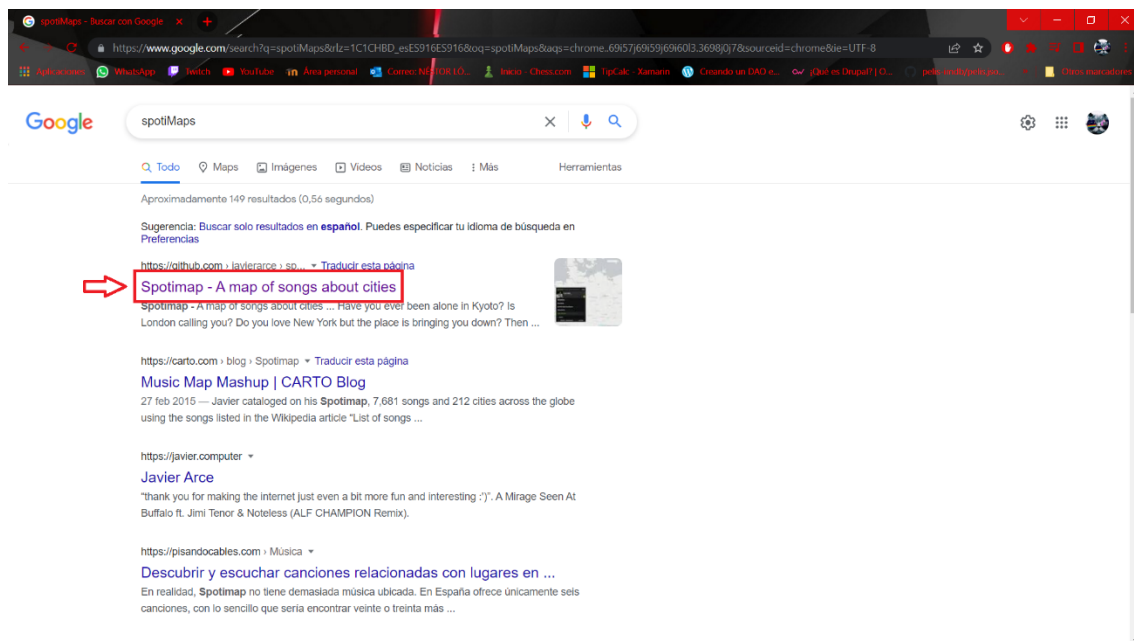 spotiMaps - Buscar con Google
https://www.google.com/search?q=spotiMaps&rlz=1C1CHBD_esES916ES916&oq=spotiMaps&aqs=chrome..69i57j69i59j69i60l3.3698j0j7&sourceid=chrome&ie=UTF-8
Aplicaciones WhatsApp Twitch YouTube Área personal Correo: NÉSTOR LÓ... Inicio - Chess.com TipCalc - Xamarin Creando un DAO e... ¿Qué es Drupal? | O... Otros marcadores
Google
spotiMaps
Todo Maps Imágenes Vídeos Noticias Más Herramientas
Aproximadamente 149 resultados (0,56 segundos)
Sugerencia: Buscar solo resultados en español. Puedes especificar tu idioma de búsqueda en
Preferencias
https://github.com › javierarce › sp... Traducir esta página
Spotimap - A map of songs about cities
Spotimap - A map of songs about cities ... Have you ever been alone in Kyoto? Is
London calling you? Do you love New York but the place is bringing you down? Then ...
https://carto.com › blog › Spotimap Traducir esta página
Music Map Mashup | CARTO Blog
27 feb 2015 — Javier cataloged on his Spotimap, 7,681 songs and 212 cities across the globe
using the songs listed in the Wikipedia article "List of songs ...
https://javier.computer
Javier Arce
"thank you for making the internet just even a bit more fun and interesting :')". A Mirage Seen At
Buffalo ft. Jimi Tenor & Noteless (ALF CHAMPION Remix).
https://pisandocables.com › Música
Descubrir y escuchar canciones relacionadas con lugares en ...
En realidad, Spotimap no tiene demasiada música ubicada. En España ofrece únicamente seis
canciones, con lo sencillo que sería encontrar veinte o treinta más ...